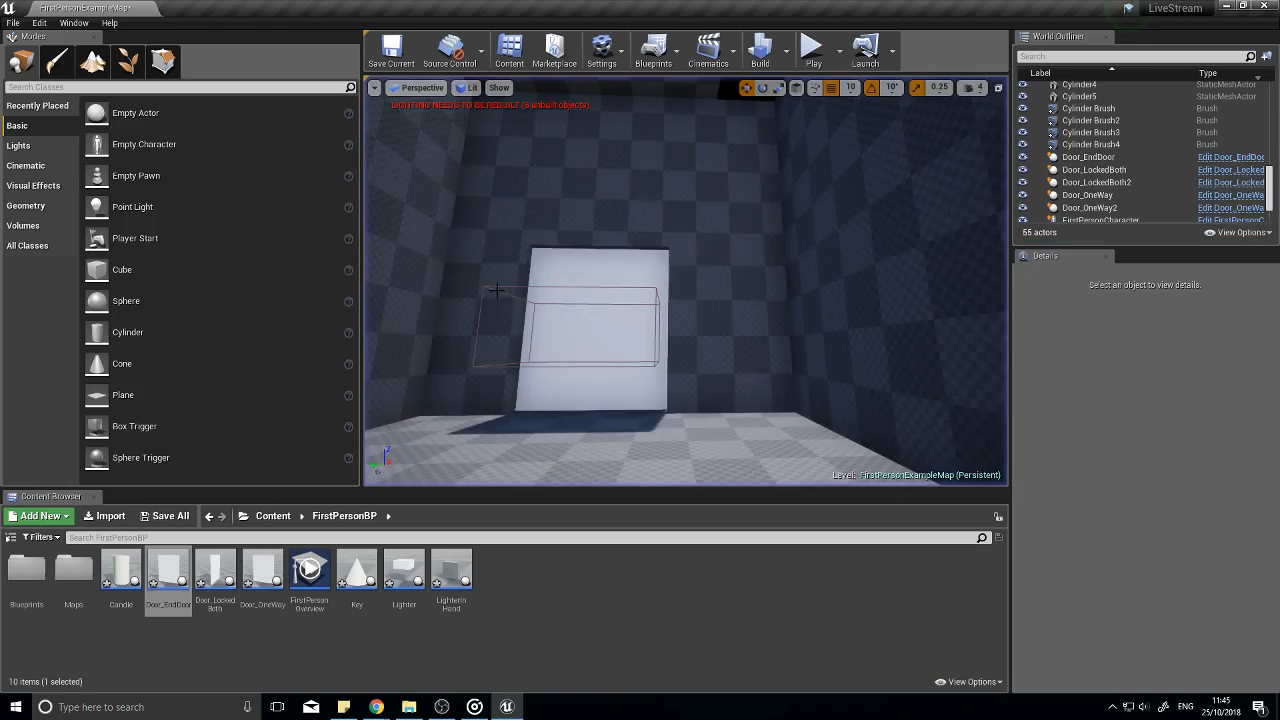 FirstPersonExampleMap*
LiveStream
File Edit Window Help
Modes
World Outliner
Search Classes
Recently Placed
Basic
Lights
Cinematic
Visual Effects
Geometry
Volumes
All Classes
Empty Actor
Empty Character
Empty Pawn
Point Light
Player Start
Cube
Sphere
Cylinder
Cone
Plane
Box Trigger
Sphere Trigger
Save Current Source Control Content Marketplace Settings Blueprints Cinematics Build Play Launch
Perspective Lit Show 10 10° 0.25 4
LIGHTING NEEDS TO BE REBUILT (5 unbuilt objects)
Level: FirstPersonExampleMap (Persistent)
Search...
Label Type
Cylinder4 StaticMeshActor
Cylinder5 StaticMeshActor
Cylinder Brush Brush
Cylinder Brush2 Brush
Cylinder Brush3 Brush
Cylinder Brush4 Brush
Door_EndDoor Edit Door_EndDoo
Door_LockedBoth Edit Door_Locked
Door_LockedBoth2 Edit Door_Locked
Door_OneWay Edit Door_OneWa
Door_OneWay2 Edit Door_OneWa
FirstPersonCharacter Edit FirstPersonC
55 actors View Options
Details
Select an object to view details.
Content Browser
Add New Import Save All Content FirstPersonBP
Filters Search FirstPersonBP
Blueprints
Maps
Candle
Door_EndDoor
Door_Locked
Both
Door_OneWay
FirstPerson
Overview
Key
Lighter
LighterIn
Hand
10 items (1 selected) View Options
Type here to search
ENG
11:45
25/10/2018